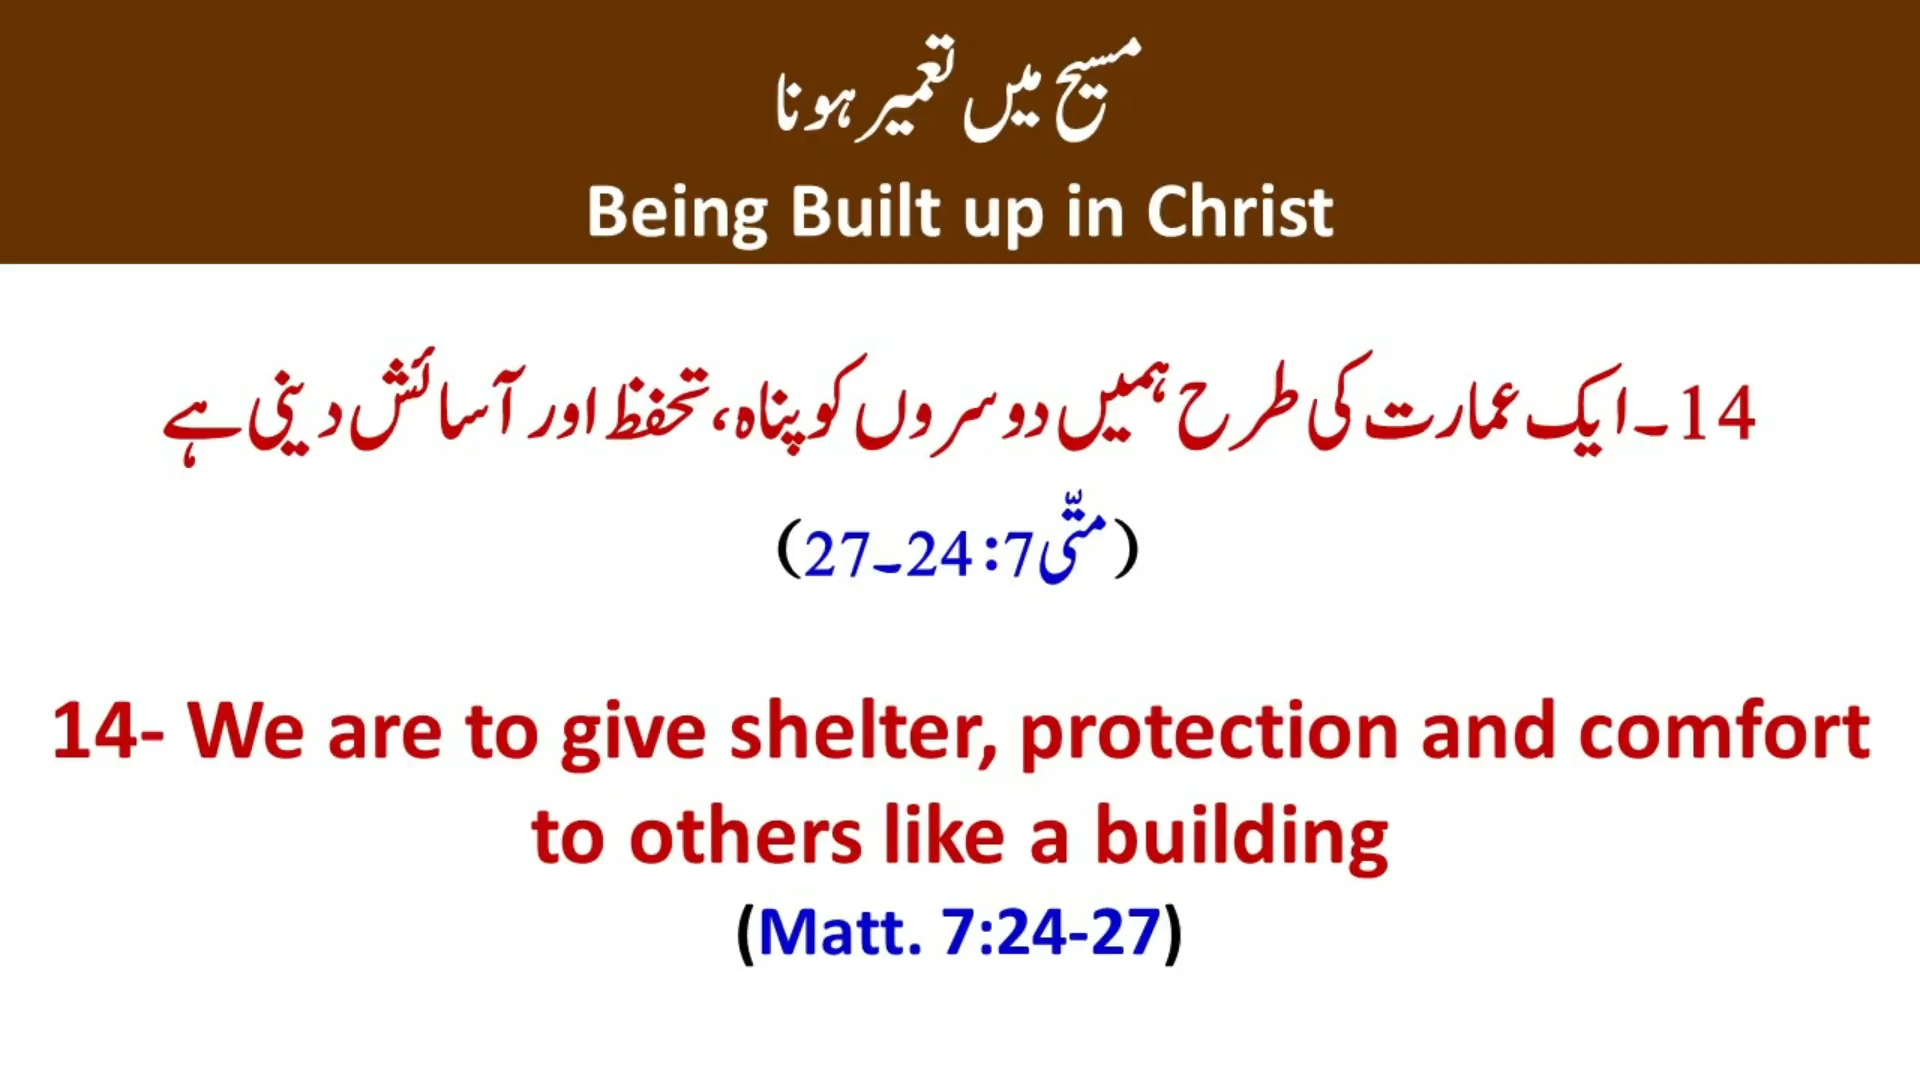 مسیح میں تعمیر ہونا
Being Built up in Christ
14۔ایک عمارت کی طرح ہمیں دوسروں کو پناہ، تحفظ اور آسائش دینی ہے
(متّی7:24۔27)
14- We are to give shelter, protection and comfort
to others like a building
(Matt. 7:24-27)